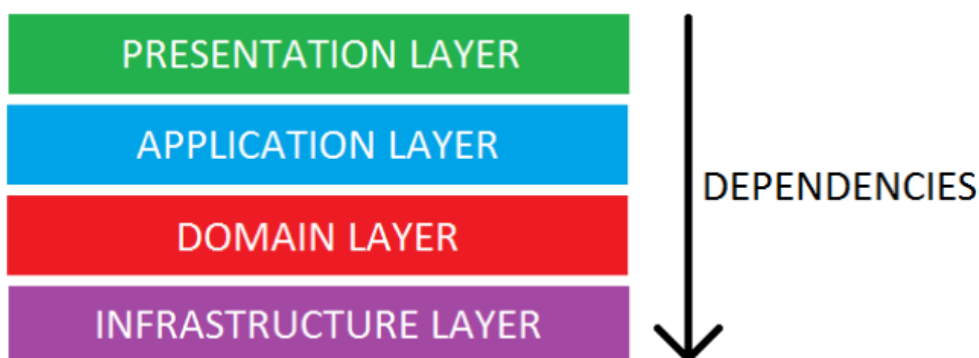 PRESENTATION LAYER
APPLICATION LAYER
DEPENDENCIES
DOMAIN LAYER
INFRASTRUCTURE LAYER